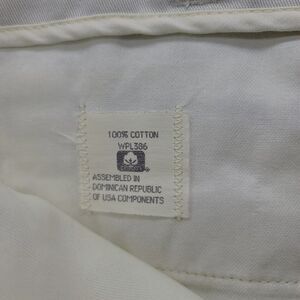 100% COTTON
WPL386
ASSEMBLED IN
DOMINICAN REPUBLIC
OF USA COMPONENTS